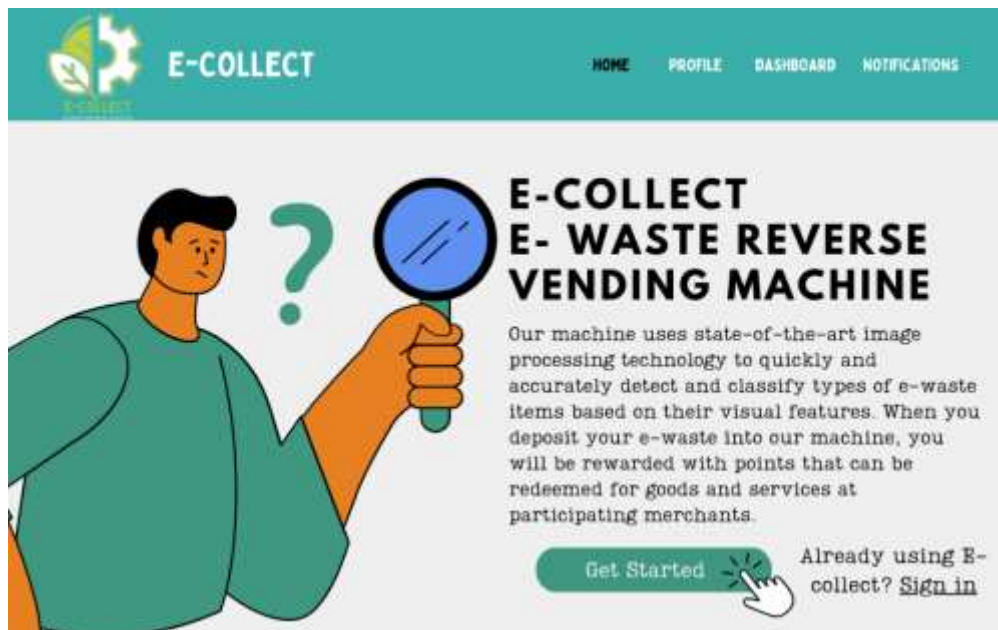 E-COLLECT
HOME PROFILE DASHBOARD NOTIFICATIONS
E-COLLECT
E-COLLECT
E- WASTE REVERSE
VENDING MACHINE
Our machine uses state-of-the-art image
processing technology to quickly and
accurately detect and classify types of e-waste
items based on their visual features. When you
deposit your e-waste into our machine, you
will be rewarded with points that can be
redeemed for goods and services at
participating merchants.
Get Started
Already using E-
collect? Sign in